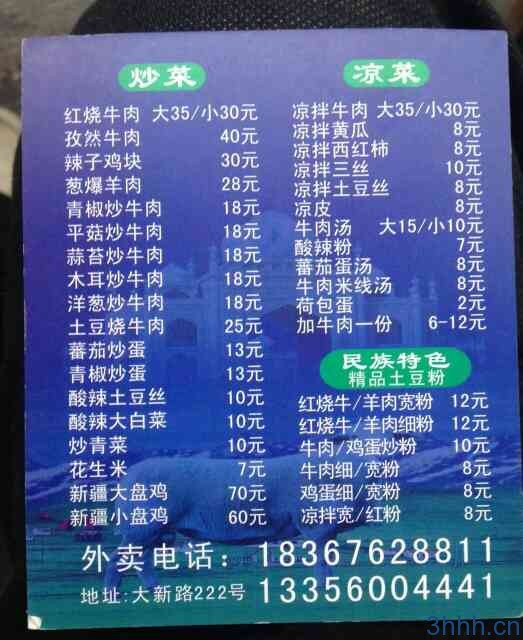 炒菜
红烧牛肉 大35/小30元
孜然牛肉 40元
辣子鸡块 30元
葱爆羊肉 28元
青椒炒牛肉 18元
平菇炒牛肉 18元
蒜苔炒牛肉 18元
木耳炒牛肉 18元
洋葱炒牛肉 18元
土豆烧牛肉 25元
蕃茄炒蛋 13元
青椒炒蛋 13元
酸辣土豆丝 10元
酸辣大白菜 10元
炒青菜 10元
花生米 7元
新疆大盘鸡 70元
新疆小盘鸡 60元
凉菜
凉拌牛肉 大35/小30元
凉拌黄瓜 8元
凉拌西红柿 8元
凉拌三丝 10元
凉拌土豆丝 8元
凉皮 8元
牛肉汤 大15/小10元
酸辣粉 7元
蕃茄蛋汤 8元
牛肉米线汤 8元
荷包蛋 2元
加牛肉一份 6-12元
民族特色
精品土豆粉
红烧牛/羊肉宽粉 12元
红烧牛/羊肉细粉 12元
牛肉/鸡蛋炒粉 10元
牛肉细/宽粉 8元
鸡蛋细/宽粉 8元
凉拌宽/红粉 8元
外卖电话：18367628811
地址:大新路222号 13356004441
3hhh.cn